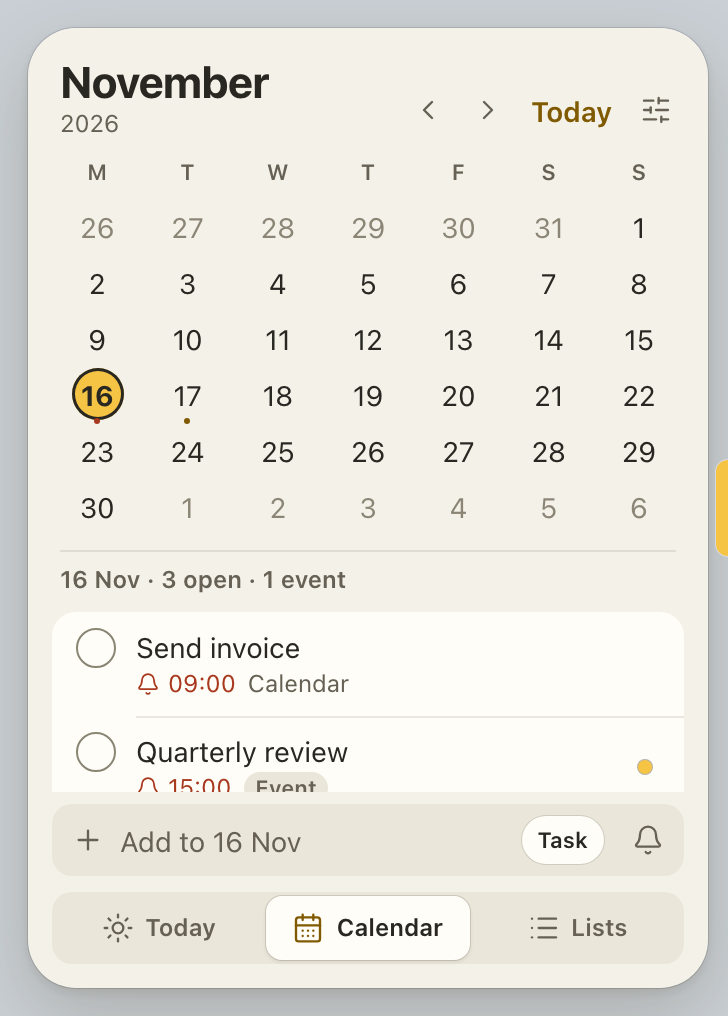 November
2026
Today
M T W T F S S
26 27 28 29 30 31 1
2 3 4 5 6 7 8
9 10 11 12 13 14 15
16 17 18 19 20 21 22
23 24 25 26 27 28 29
30 1 2 3 4 5 6
16 Nov · 3 open · 1 event
Send invoice
09:00 Calendar
Quarterly review
15:00 Event
Add to 16 Nov Task
Today Calendar Lists